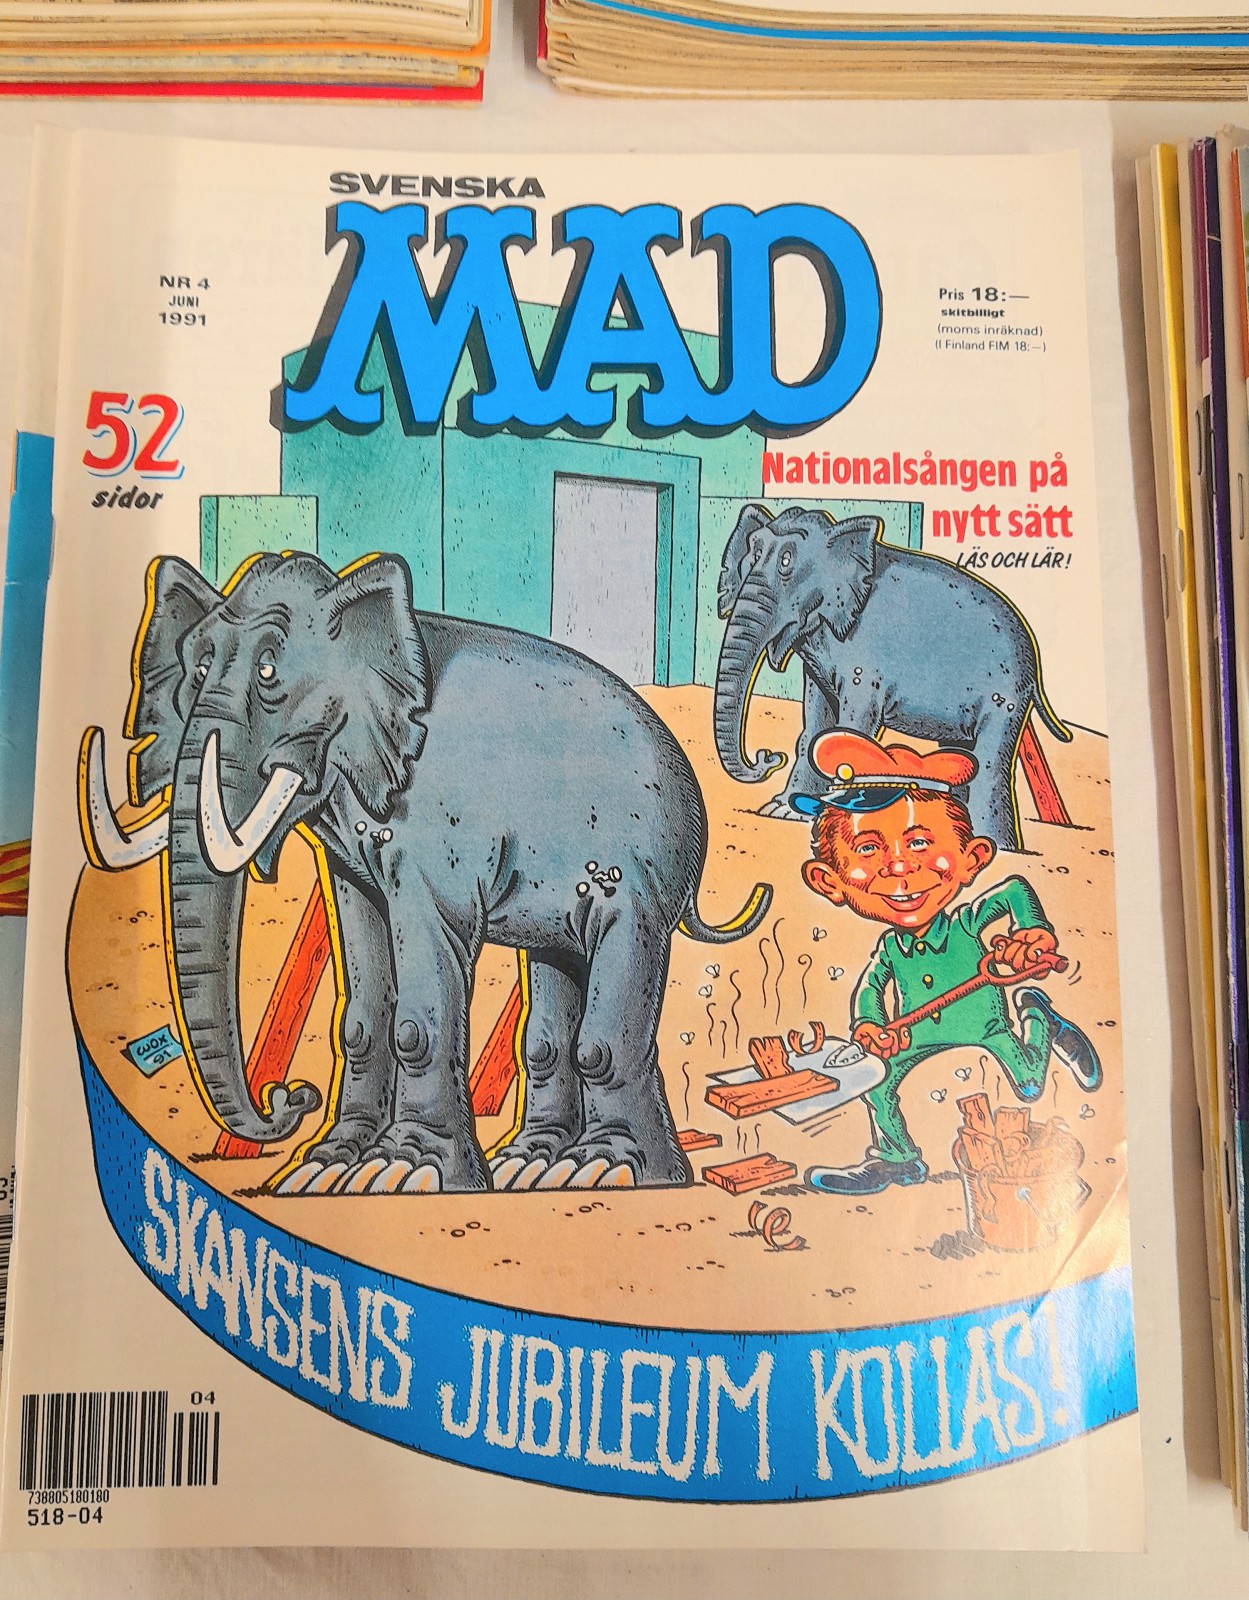 SVENSKA
MAD
NR 4
JUNI
1991
Pris 18:—
skitbilligt
(moms inräknad)
(I Finland FIM 18:—)
52
sidor
Nationalsången på
nytt sätt
LÄS OCH LÄR!
WOX
91
SKANSENS JUBILEUM KOLLAS!
04
738805180180
518-04